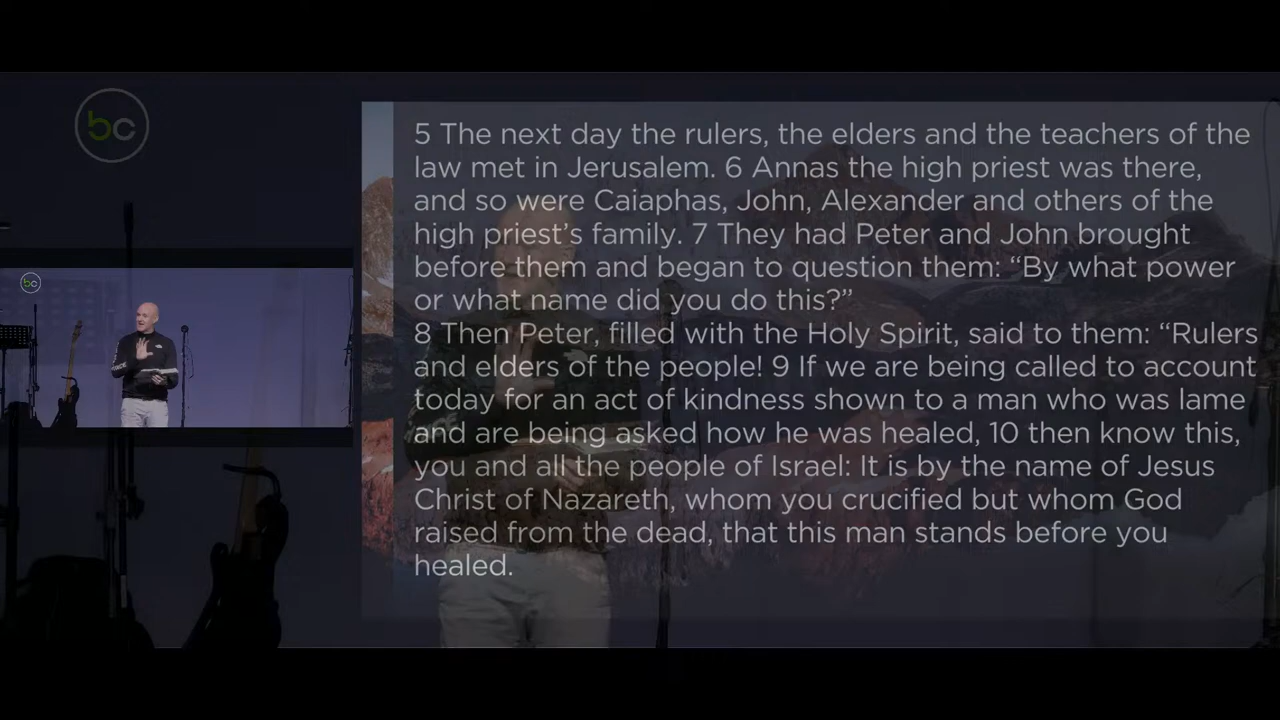 bc
5 The next day the rulers, the elders and the teachers of the
law met in Jerusalem. 6 Annas the high priest was there,
and so were Caiaphas, John, Alexander and others of the
high priest’s family. 7 They had Peter and John brought
before them and began to question them: “By what power
or what name did you do this?”
8 Then Peter, filled with the Holy Spirit, said to them: “Rulers
and elders of the people! 9 If we are being called to account
today for an act of kindness shown to a man who was lame
and are being asked how he was healed, 10 then know this,
you and all the people of Israel: It is by the name of Jesus
Christ of Nazareth, whom you crucified but whom God
raised from the dead, that this man stands before you
healed.
bc